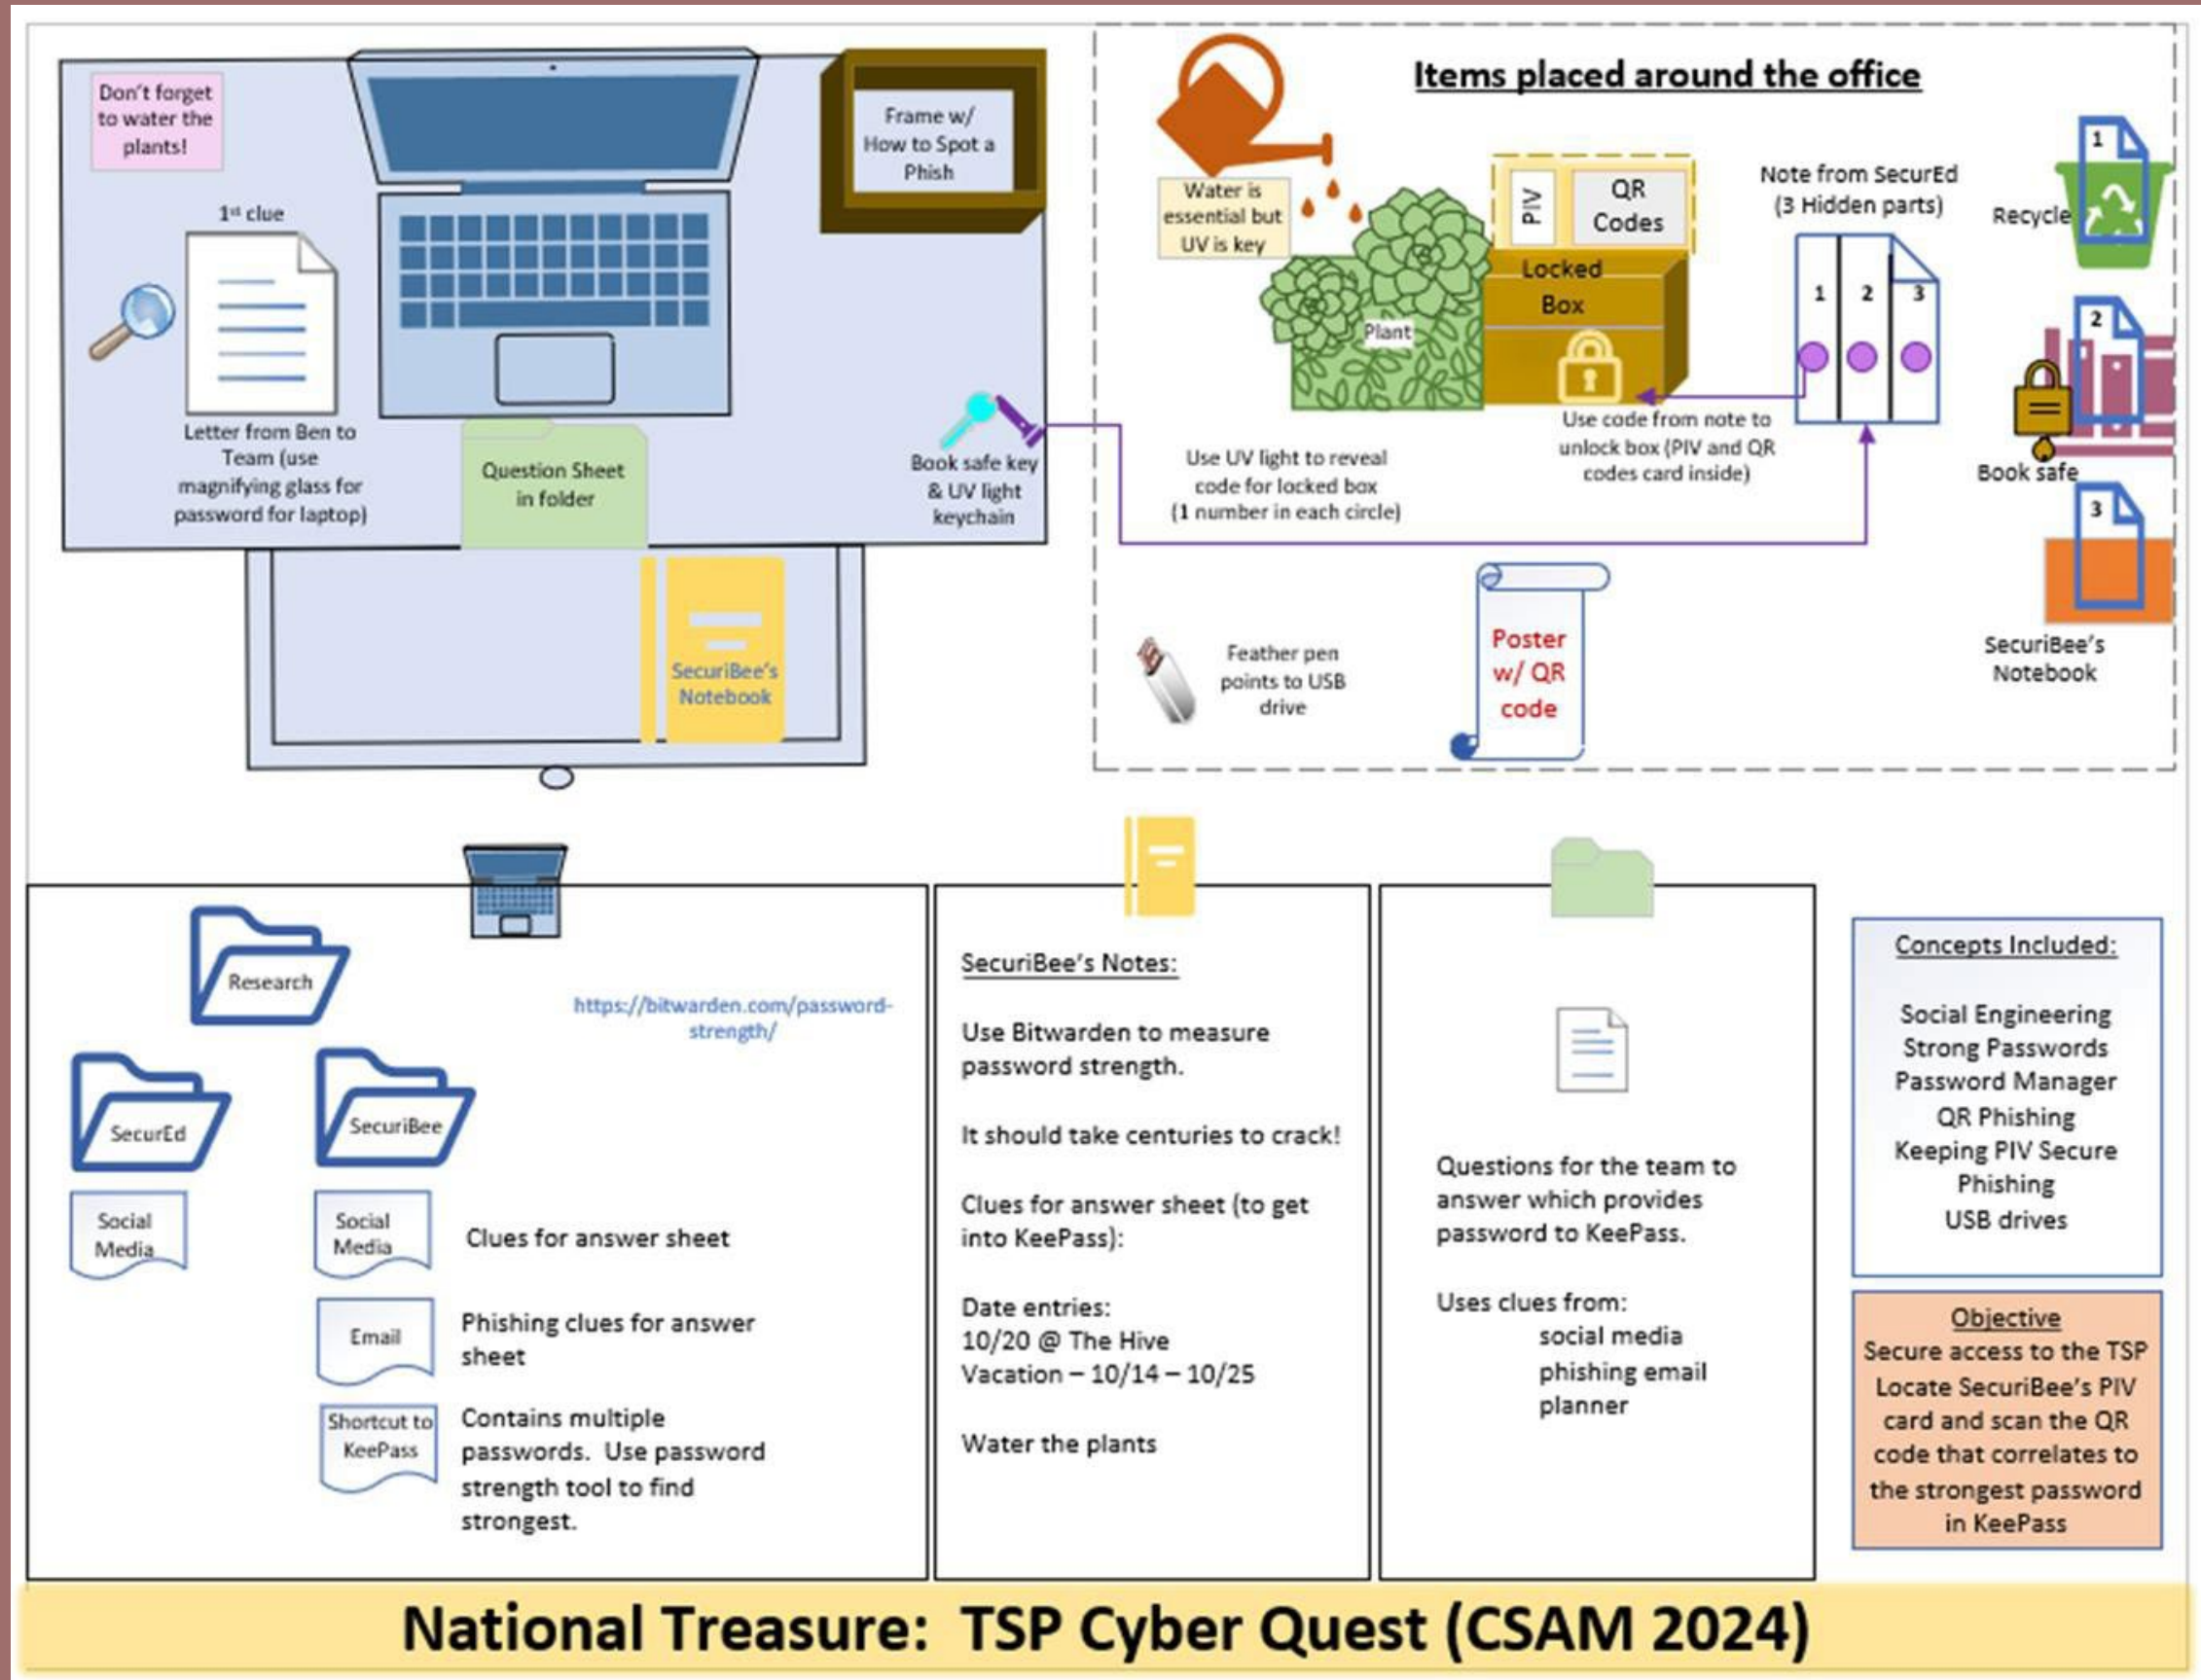 Don't forget
to water the
plants!
1st clue
Letter from Ben to
Team (use
magnifying glass for
password for laptop)
Question Sheet
in folder
Frame w/
How to Spot a
Phish
Book safe key
& UV light
keychain
SecuriBee's
Notebook
Items placed around the office
Water is
essential but
UV is key
Plant
PIV
QR
Codes
Locked
Box
Note from SecurEd
(3 Hidden parts)
1
2
3
Use UV light to reveal
code for locked box
(1 number in each circle)
Use code from note to
unlock box (PIV and QR
codes card inside)
1
Recycle
2
Book safe
3
SecuriBee's
Notebook
Feather pen
points to USB
drive
Poster
w/ QR
code
Research
https://bitwarden.com/password-
strength/
SecurEd
SecuriBee
Social
Media
Social
Media
Clues for answer sheet
Email
Phishing clues for answer
sheet
Shortcut to
KeePass
Contains multiple
passwords. Use password
strength tool to find
strongest.
SecuriBee's Notes:
Use Bitwarden to measure
password strength.
It should take centuries to crack!
Clues for answer sheet (to get
into KeePass):
Date entries:
10/20 @ The Hive
Vacation – 10/14 – 10/25
Water the plants
Questions for the team to
answer which provides
password to KeePass.
Uses clues from:
social media
phishing email
planner
Concepts Included:
Social Engineering
Strong Passwords
Password Manager
QR Phishing
Keeping PIV Secure
Phishing
USB drives
Objective
Secure access to the TSP
Locate SecuriBee's PIV
card and scan the QR
code that correlates to
the strongest password
in KeePass
National Treasure: TSP Cyber Quest (CSAM 2024)